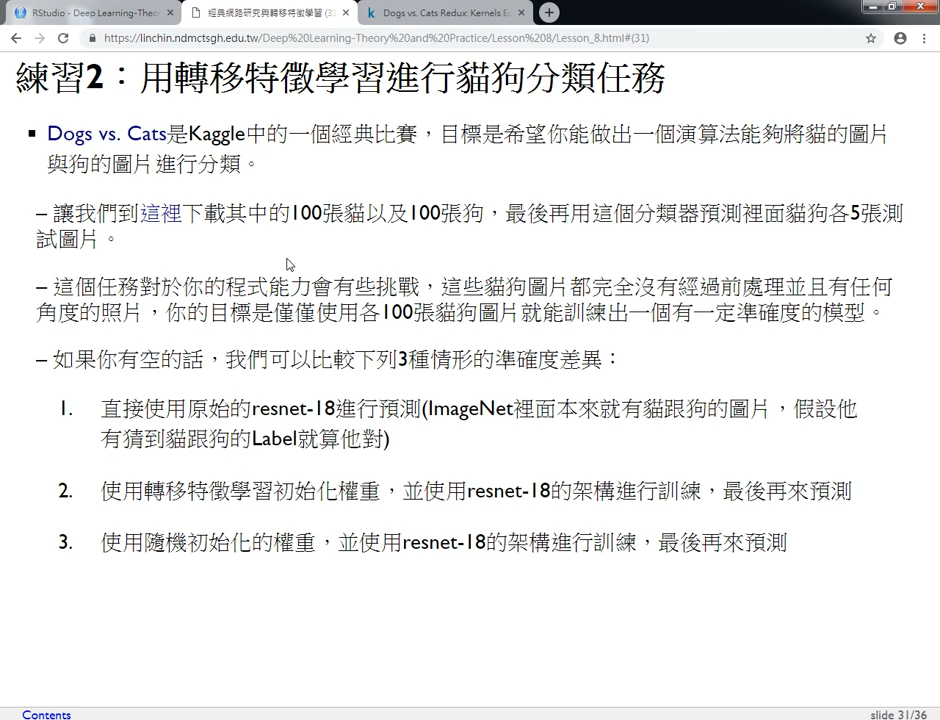 RStudio - Deep Learning-Theo
經典網路研究與轉移特徵學習 (3
Dogs vs. Cats Redux: Kernels E
https://linchin.ndmctsgh.edu.tw/Deep%20Learning-Theory%20and%20Practice/Lesson%208/Lesson_8.html#(31)
練習2：用轉移特徵學習進行貓狗分類任務
Dogs vs. Cats是Kaggle中的一個經典比賽，目標是希望你能做出一個演算法能夠將貓的圖片
與狗的圖片進行分類。
– 讓我們到這裡下載其中的100張貓以及100張狗，最後再用這個分類器預測裡面貓狗各5張測
試圖片。
– 這個任務對於你的程式能力會有些挑戰，這些貓狗圖片都完全沒有經過前處理並且有任何
角度的照片，你的目標是僅僅使用各100張貓狗圖片就能訓練出一個有一定準確度的模型。
– 如果你有空的話，我們可以比較下列3種情形的準確度差異：
1. 直接使用原始的resnet-18進行預測(ImageNet裡面本來就有貓跟狗的圖片，假設他
有猜到貓跟狗的Label就算他對)
2. 使用轉移特徵學習初始化權重，並使用resnet-18的架構進行訓練，最後再來預測
3. 使用隨機初始化的權重，並使用resnet-18的架構進行訓練，最後再來預測
Contents
slide 31/36